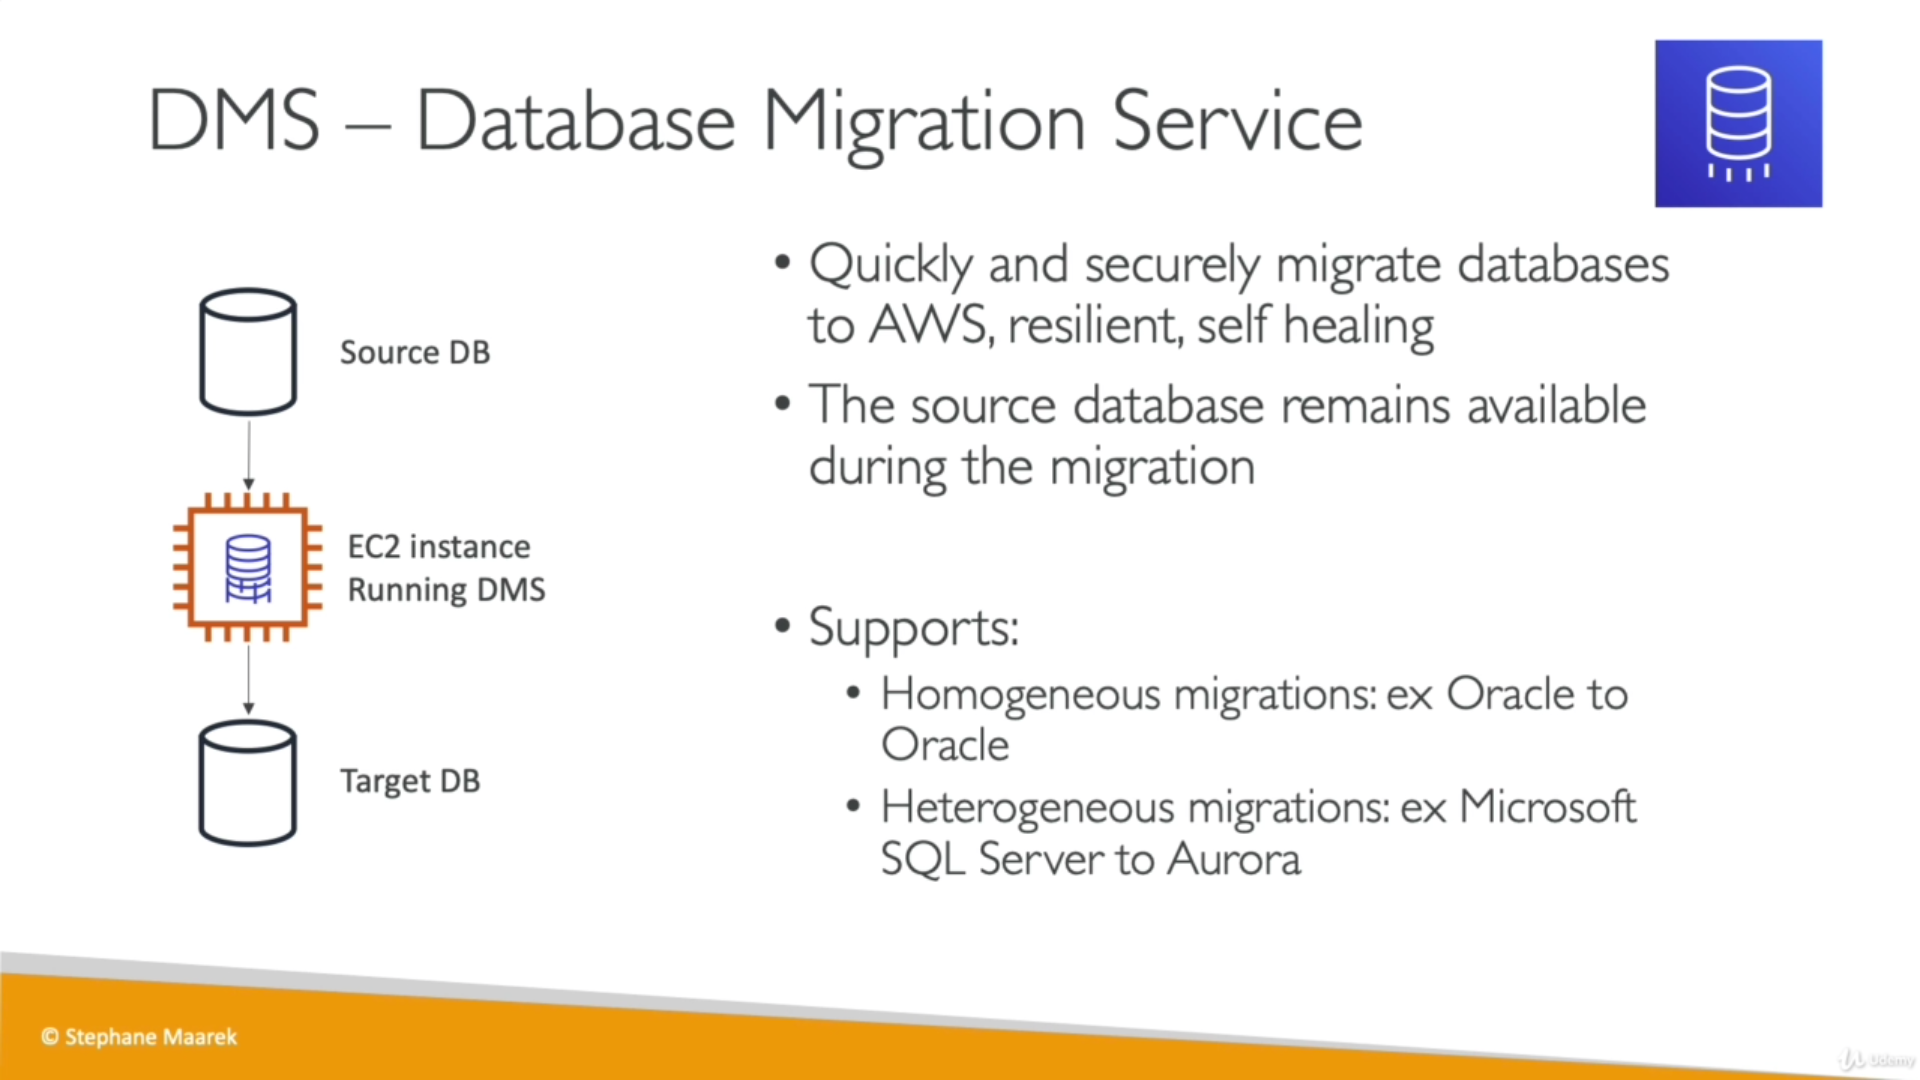 DMS – Database Migration Service
Source DB
EC2 instance
Running DMS
Target DB
• Quickly and securely migrate databases
to AWS, resilient, self healing
• The source database remains available
during the migration
• Supports:
• Homogeneous migrations: ex Oracle to
Oracle
• Heterogeneous migrations: ex Microsoft
SQL Server to Aurora
© Stephane Maarek
Udemy